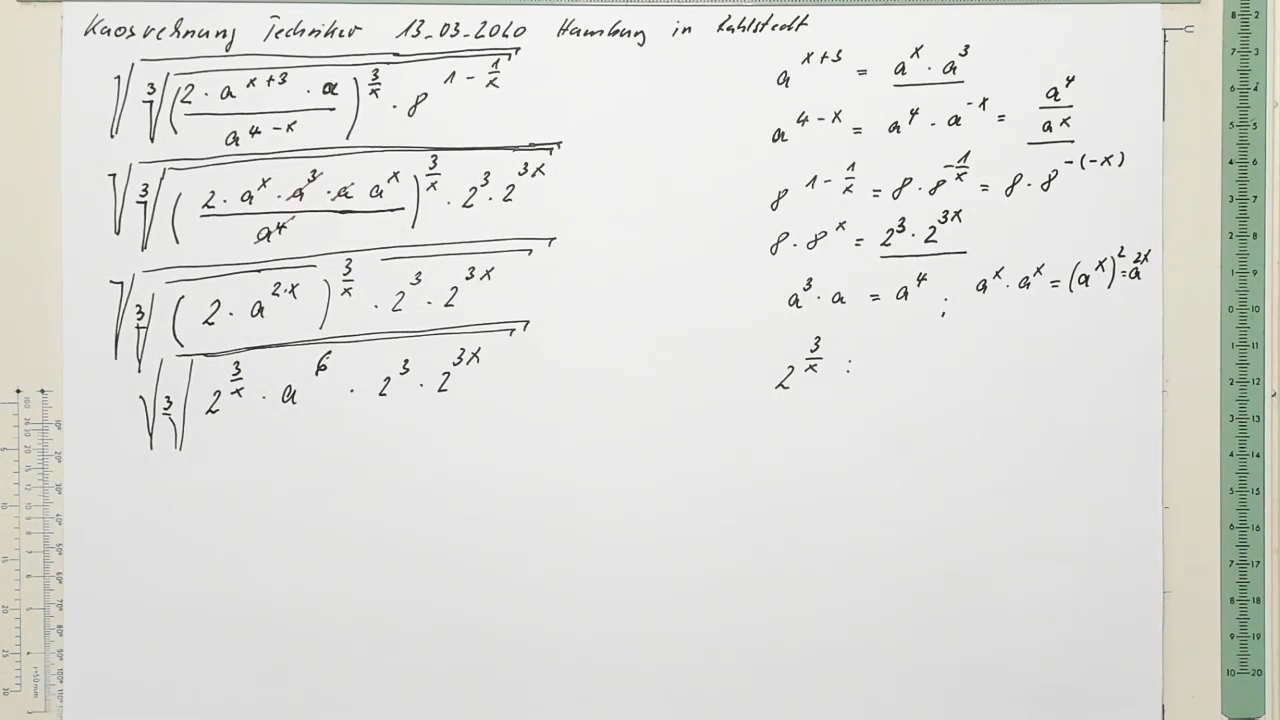 Kaosrechnung Techniker 13-03-2020 Hamburg in Rahlstedt
√ ∛ (2 · a^(x+3) · a / a^(4-x))^(3/x) · 8^(1 - 1/x)
√ ∛ (2 · a^x · a^3 · a a^x / a^4)^(3/x) · 2^3 · 2^(3x)
√ ∛ (2 · a^(2·x))^(3/x) · 2^3 · 2^(3x)
√ ∛ 2^(3/x) · a^6 · 2^3 · 2^(3x)
a^(x+3) = a^x · a^3
a^(4-x) = a^4 · a^(-x) = a^4 / a^x
8^(1 - 1/x) = 8 · 8^(-1/x) = 8 · 8^(-(-x))
8 · 8^x = 2^3 · 2^(3x)
a^3 · a = a^4 ; a^x · a^x = (a^x)^2 = a^(2x)
2^(3/x) :